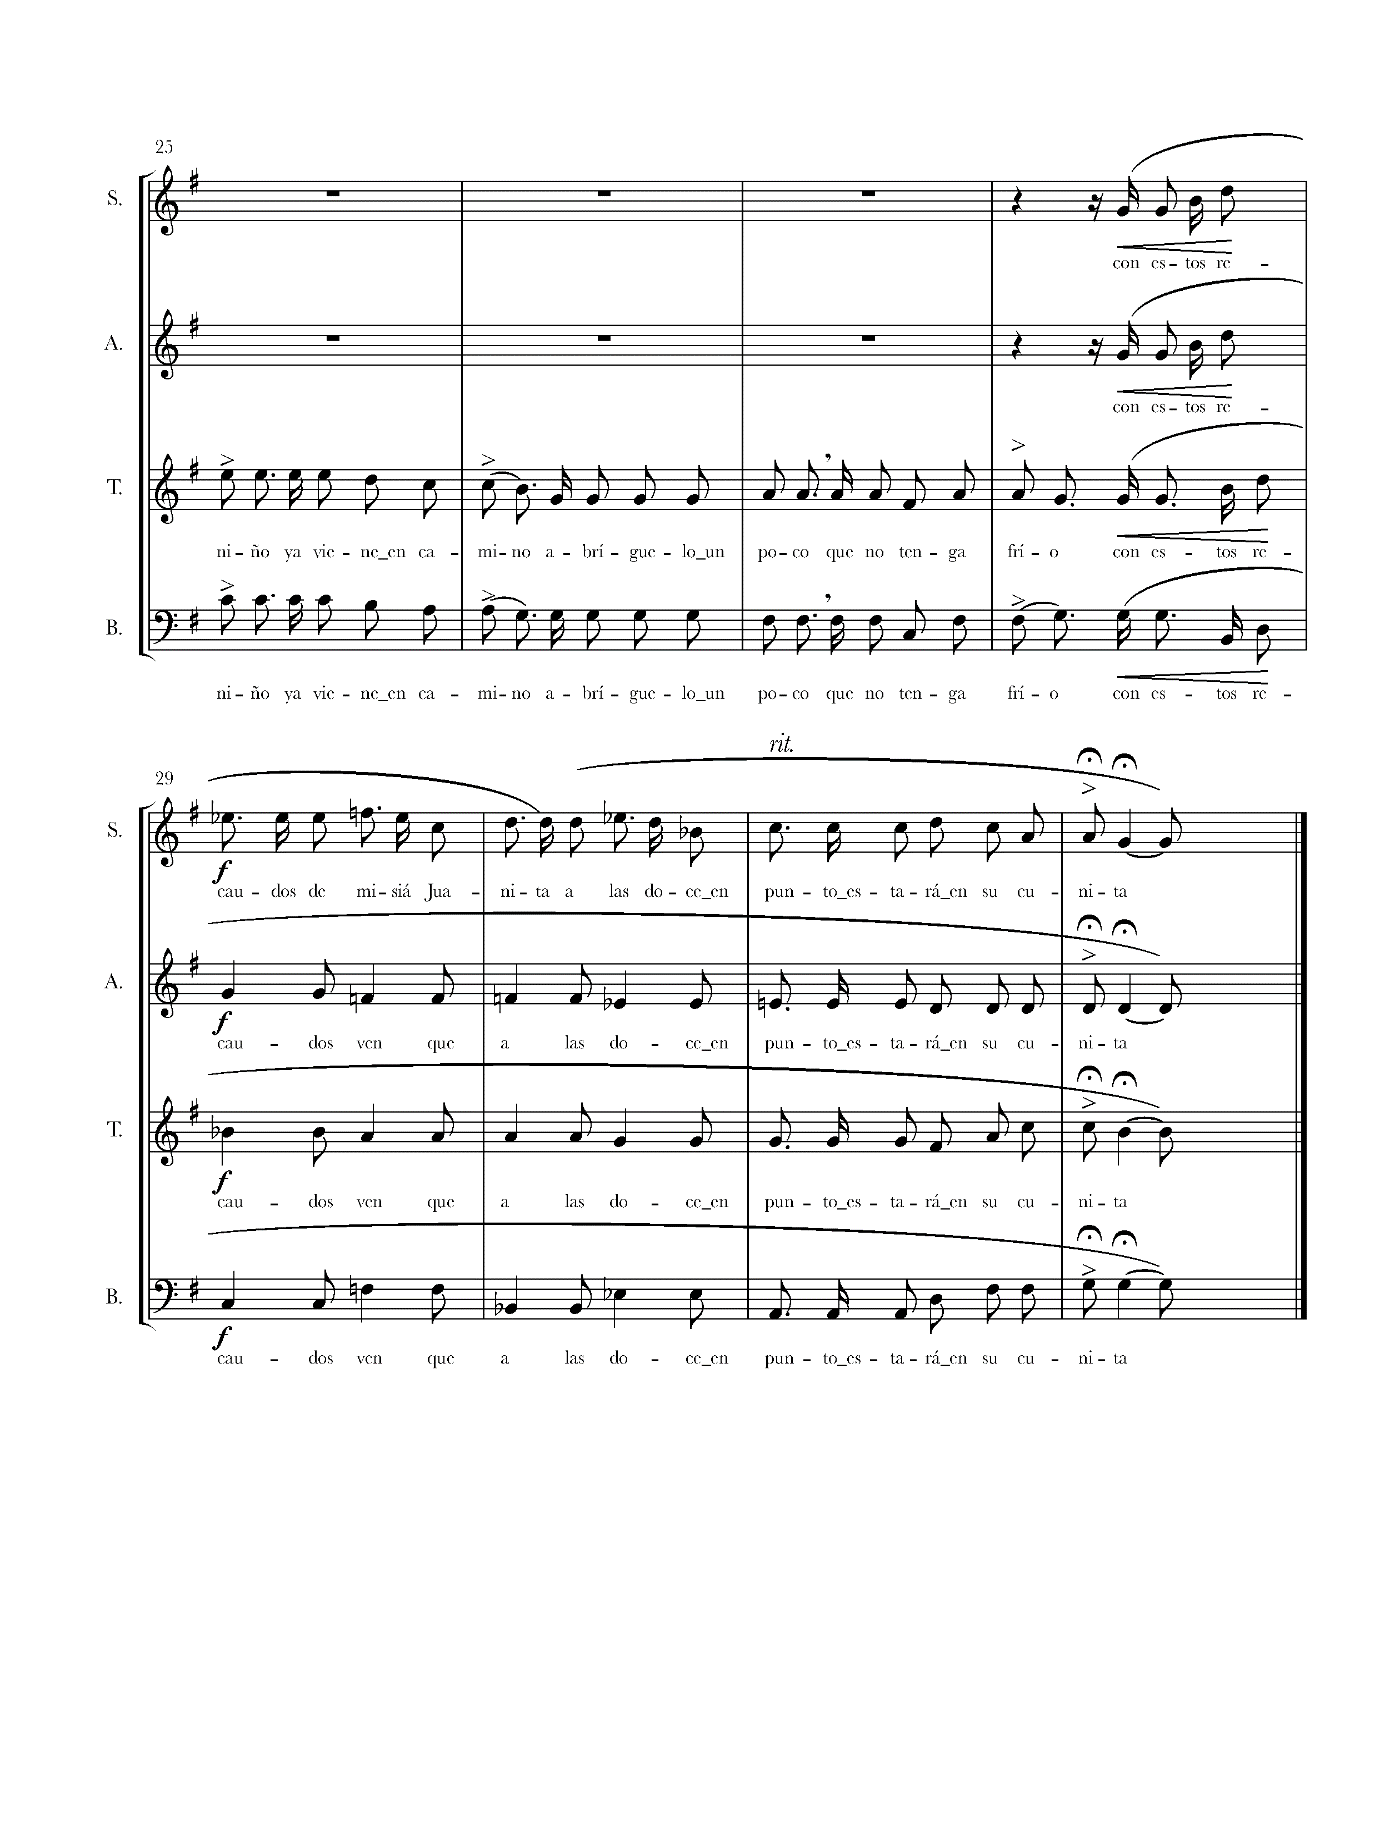 25
S.
con es – tos re –
A.
con es – tos re –
T.
ni – ño ya vie – ne_en ca – mi – no a – brí – gue – lo_un po – co que no ten – ga frí – o con es – tos re –
B.
ni – ño ya vie – ne_en ca – mi – no a – brí – gue – lo_un po – co que no ten – ga frí – o con es – tos re –
rit.
29
S.
f
cau – dos de mi – siá Jua – ni – ta a las do – ce_en pun – to_es – ta – rá_en su cu – ni – ta
A.
f
cau – dos ven que a las do – ce_en pun – to_es – ta – rá_en su cu – ni – ta
T.
f
cau – dos ven que a las do – ce_en pun – to_es – ta – rá_en su cu – ni – ta
B.
f
cau – dos ven que a las do – ce_en pun – to_es – ta – rá_en su cu – ni – ta